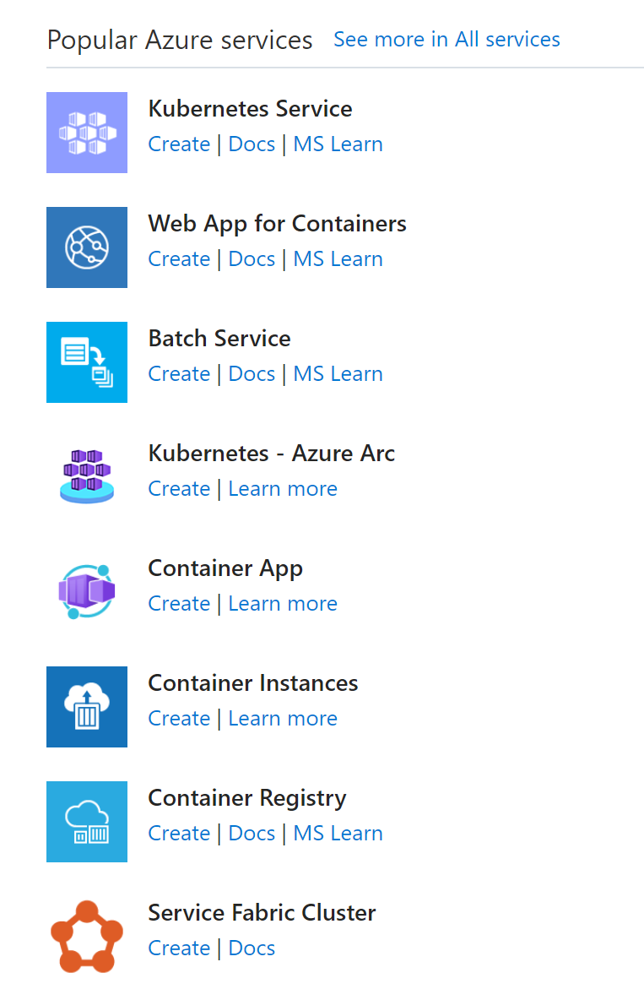 Popular Azure services See more in All services
Kubernetes Service
Create | Docs | MS Learn
Web App for Containers
Create | Docs | MS Learn
Batch Service
Create | Docs | MS Learn
Kubernetes - Azure Arc
Create | Learn more
Container App
Create | Learn more
Container Instances
Create | Learn more
Container Registry
Create | Docs | MS Learn
Service Fabric Cluster
Create | Docs